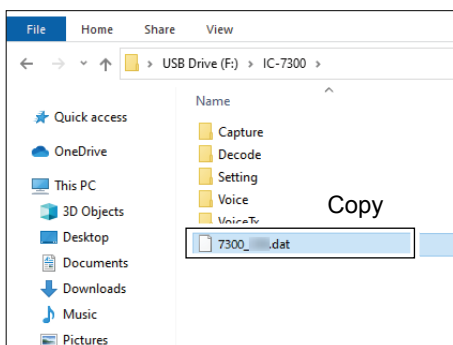 File Home Share View
USB Drive (F:) > IC-7300 >
Name
Quick access
Capture
OneDrive
Decode
Setting
This PC
Voice
3D Objects
VoiceTx
Copy
Desktop
7300_ .dat
Documents
Downloads
Music
Pictures